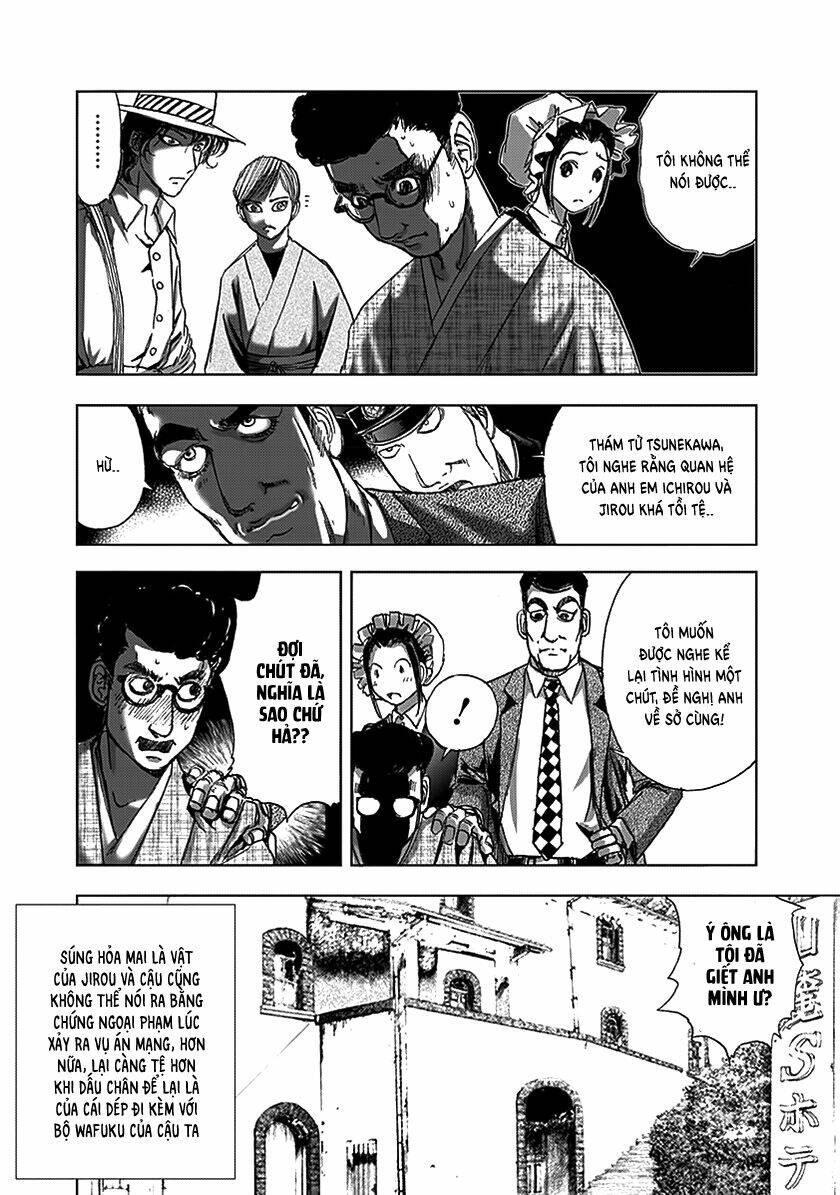 TÔI KHÔNG THỂ
NÓI ĐƯỢC..
.........
THÁM TỬ TSUNEKAWA,
TÔI NGHE RẰNG QUAN HỆ
CỦA ANH EM ICHIROU VÀ
JIROU KHÁ TỒI TỆ..
HỪ..
ĐỢI
CHÚT ĐÃ,
NGHĨA LÀ
SAO CHỨ
HẢ??
!
TÔI MUỐN
ĐƯỢC NGHE KỂ
LẠI TÌNH HÌNH MỘT
CHÚT, ĐỀ NGHỊ ANH
VỀ SỞ CÙNG!
Ý ÔNG LÀ
TÔI ĐÃ
GIẾT ANH
MÌNH Ư?
SÚNG HỎA MAI LÀ VẬT
CỦA JIROU VÀ CẬU CŨNG
KHÔNG THỂ NÓI RA BẰNG
CHỨNG NGOẠI PHẠM LÚC
XẢY RA VỤ ÁN MẠNG, HƠN
NỮA, LẠI CÀNG TỆ HƠN
KHI DẤU CHÂN ĐỂ LẠI LÀ
CỦA CÁI DÉP ĐI KÈM VỚI
BỘ WAFUKU CỦA CẬU TA
Sホテ